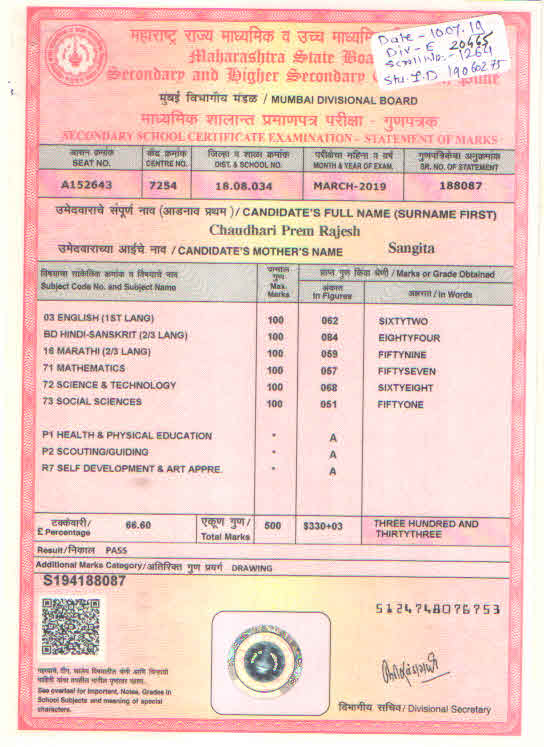 महाराष्ट्र राज्य माध्यमिक व उच्च माध्यमि
Date - 10.07.19
Div - E 20465
Scroll No. - 1264
Stu. I.D 19060275
Maharashtra State Boa
Secondary and Higher Secondary
मुंबई विभागीय मंडळ / MUMBAI DIVISIONAL BOARD
माध्यमिक शालान्त प्रमाणपत्र परीक्षा - गुणपत्रक
SECONDARY SCHOOL CERTIFICATE EXAMINATION - STATEMENT OF MARKS
आसन क्रमांक केंद्र क्रमांक जिल्हा व शाळा क्रमांक परीक्षेचा महिना व वर्ष गुणपत्रिकेचा अनुक्रमांक
SEAT NO. CENTRE NO. DIST. & SCHOOL NO. MONTH & YEAR OF EXAM. SR. NO. OF STATEMENT
A152643 7254 18.08.034 MARCH-2019 188087
उमेदवाराचे संपूर्ण नाव (आडनाव प्रथम) / CANDIDATE'S FULL NAME (SURNAME FIRST)
Chaudhari Prem Rajesh
उमेदवाराच्या आईचे नाव / CANDIDATE'S MOTHER'S NAME Sangita
विषयाचा सांकेतिक क्रमांक व विषयाचे नाव
Subject Code No. and Subject Name
कमाल गुण
Max. Marks
प्राप्त गुण किंवा श्रेणी / Marks or Grade Obtained
अंकात
In Figures
अक्षरात / In Words
03 ENGLISH (1ST LANG) 100 062 SIXTYTWO
BD HINDI-SANSKRIT (2/3 LANG) 100 084 EIGHTYFOUR
16 MARATHI (2/3 LANG) 100 059 FIFTYNINE
71 MATHEMATICS 100 057 FIFTYSEVEN
72 SCIENCE & TECHNOLOGY 100 068 SIXTYEIGHT
73 SOCIAL SCIENCES 100 051 FIFTYONE
P1 HEALTH & PHYSICAL EDUCATION * A
P2 SCOUTING/GUIDING * A
R7 SELF DEVELOPMENT & ART APPRE. * A
टक्केवारी/
£ Percentage
66.60
एकूण गुण/
Total Marks
500 $330+03 THREE HUNDRED AND
THIRTYTHREE
Result/निकाल PASS
Additional Marks Category/अतिरिक्त गुण प्रवर्ग DRAWING
S194188087
5124748076753
See overleaf for Important, Notes, Grades in
School Subjects and meaning of special
characters.
विभागीय सचिव/ Divisional Secretary